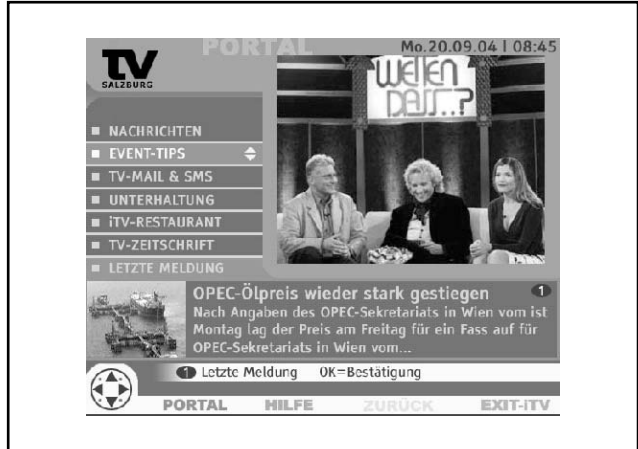 PORTAL
Mo.20.09.04 | 08:45
TV
SALZBURG
WETTEN
DASS..?
NACHRICHTEN
EVENT-TIPS
TV-MAIL & SMS
UNTERHALTUNG
iTV-RESTAURANT
TV-ZEITSCHRIFT
LETZTE MELDUNG
OPEC-Ölpreis wieder stark gestiegen 1
Nach Angaben des OPEC-Sekretariats in Wien vom ist
Montag lag der Preis am Freitag für ein Fass auf für
OPEC-Sekretariats in Wien vom...
1 Letzte Meldung OK=Bestätigung
PORTAL HILFE ZURÜCK EXIT-iTV